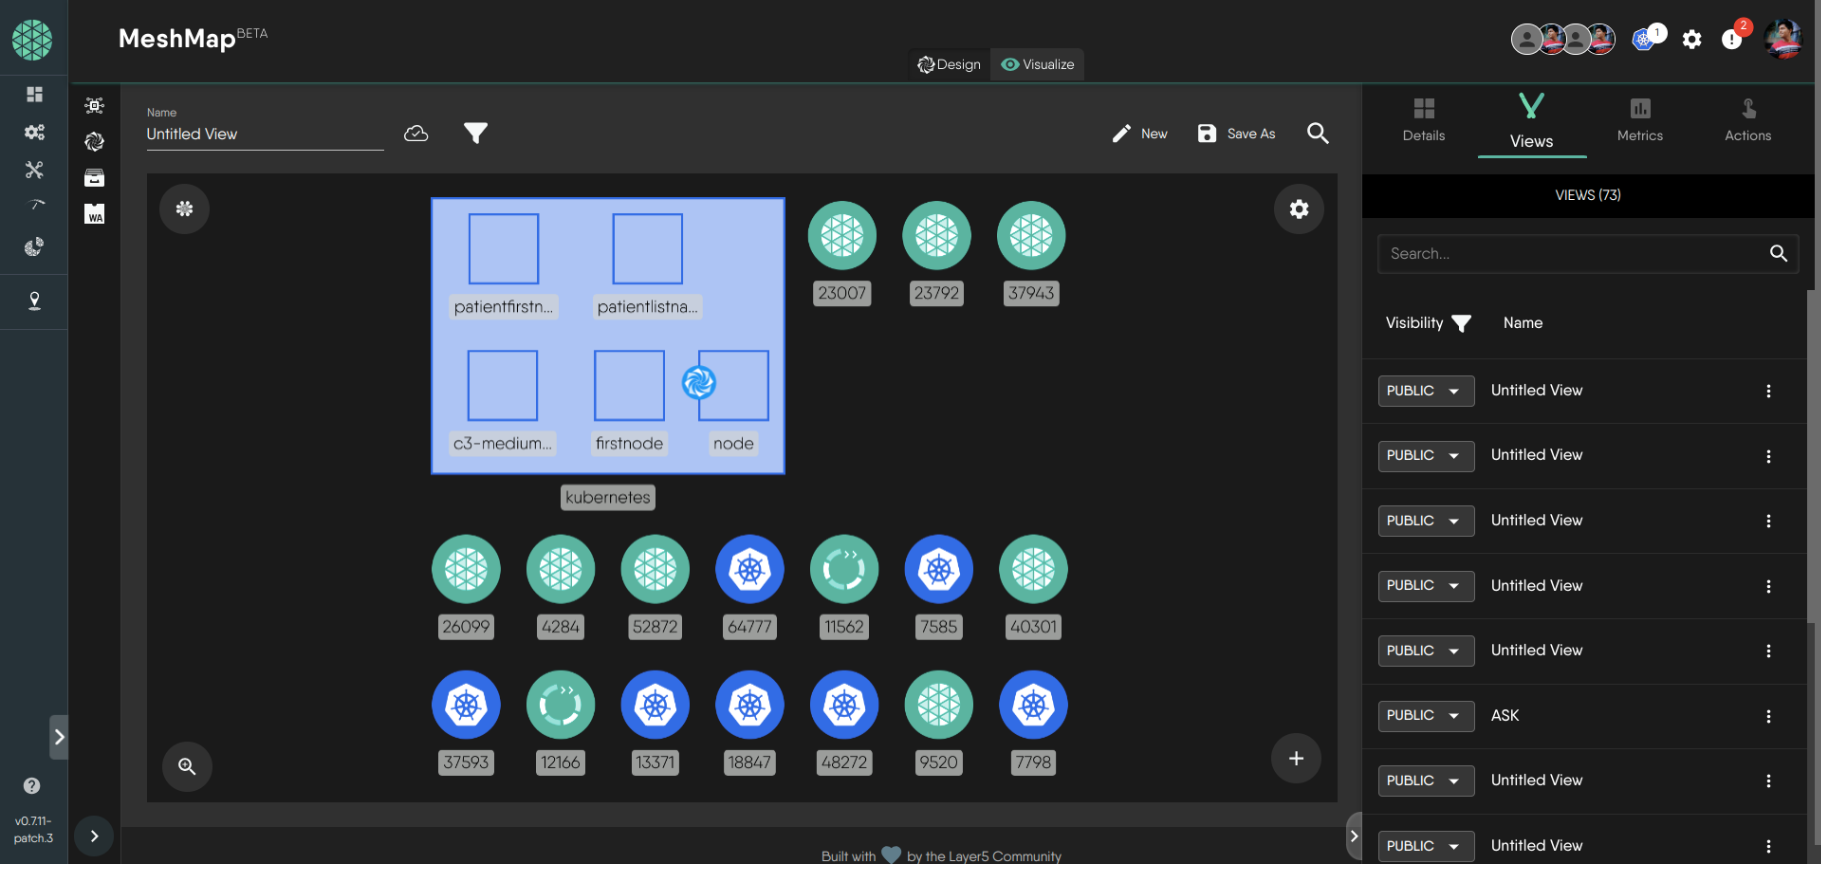 MeshMap BETA
1
2
Design
Visualize
Name
Untitled View
New
Save As
Details
Views
Metrics
Actions
VIEWS (73)
Search...
WA
23007
23792
37943
patientfirstn...
patientlistna...
Visibility
Name
c3-medium...
firstnode
node
kubernetes
PUBLIC
Untitled View
PUBLIC
Untitled View
PUBLIC
Untitled View
PUBLIC
Untitled View
PUBLIC
Untitled View
PUBLIC
ASK
PUBLIC
Untitled View
PUBLIC
Untitled View
26099
4284
52872
64777
11562
7585
40301
37593
12166
13371
18847
48272
9520
7798
v0.7.11-
patch.3
Built with by the Layer5 Community